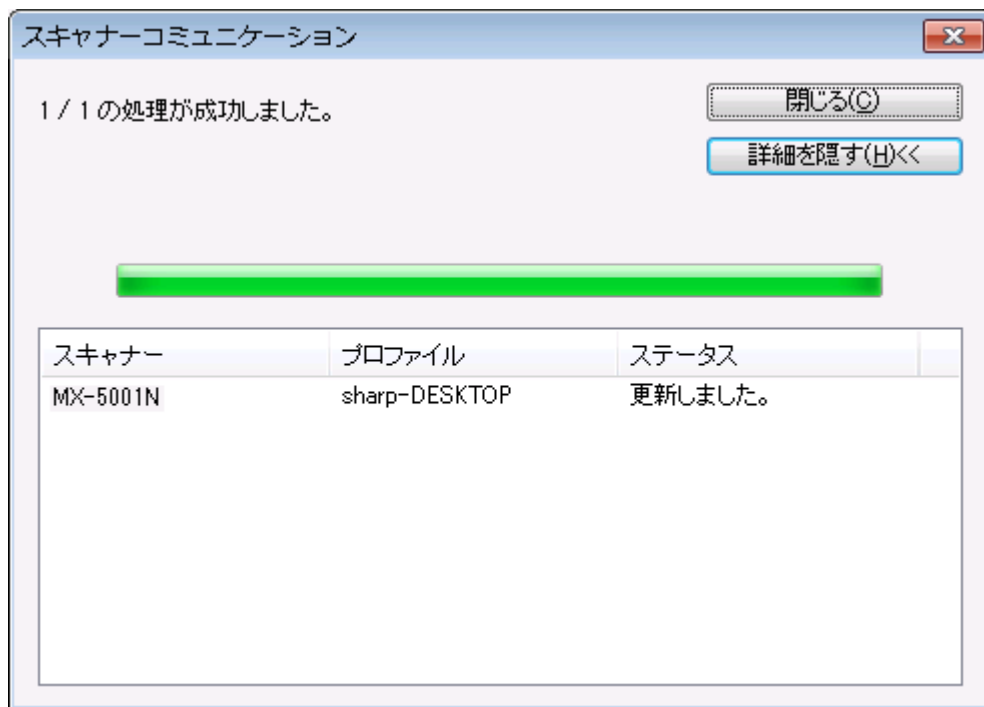 スキャナーコミュニケーション
1 / 1 の処理が成功しました。
閉じる(C)
詳細を隠す(H)<<
スキャナー プロファイル ステータス
MX-5001N sharp-DESKTOP 更新しました。